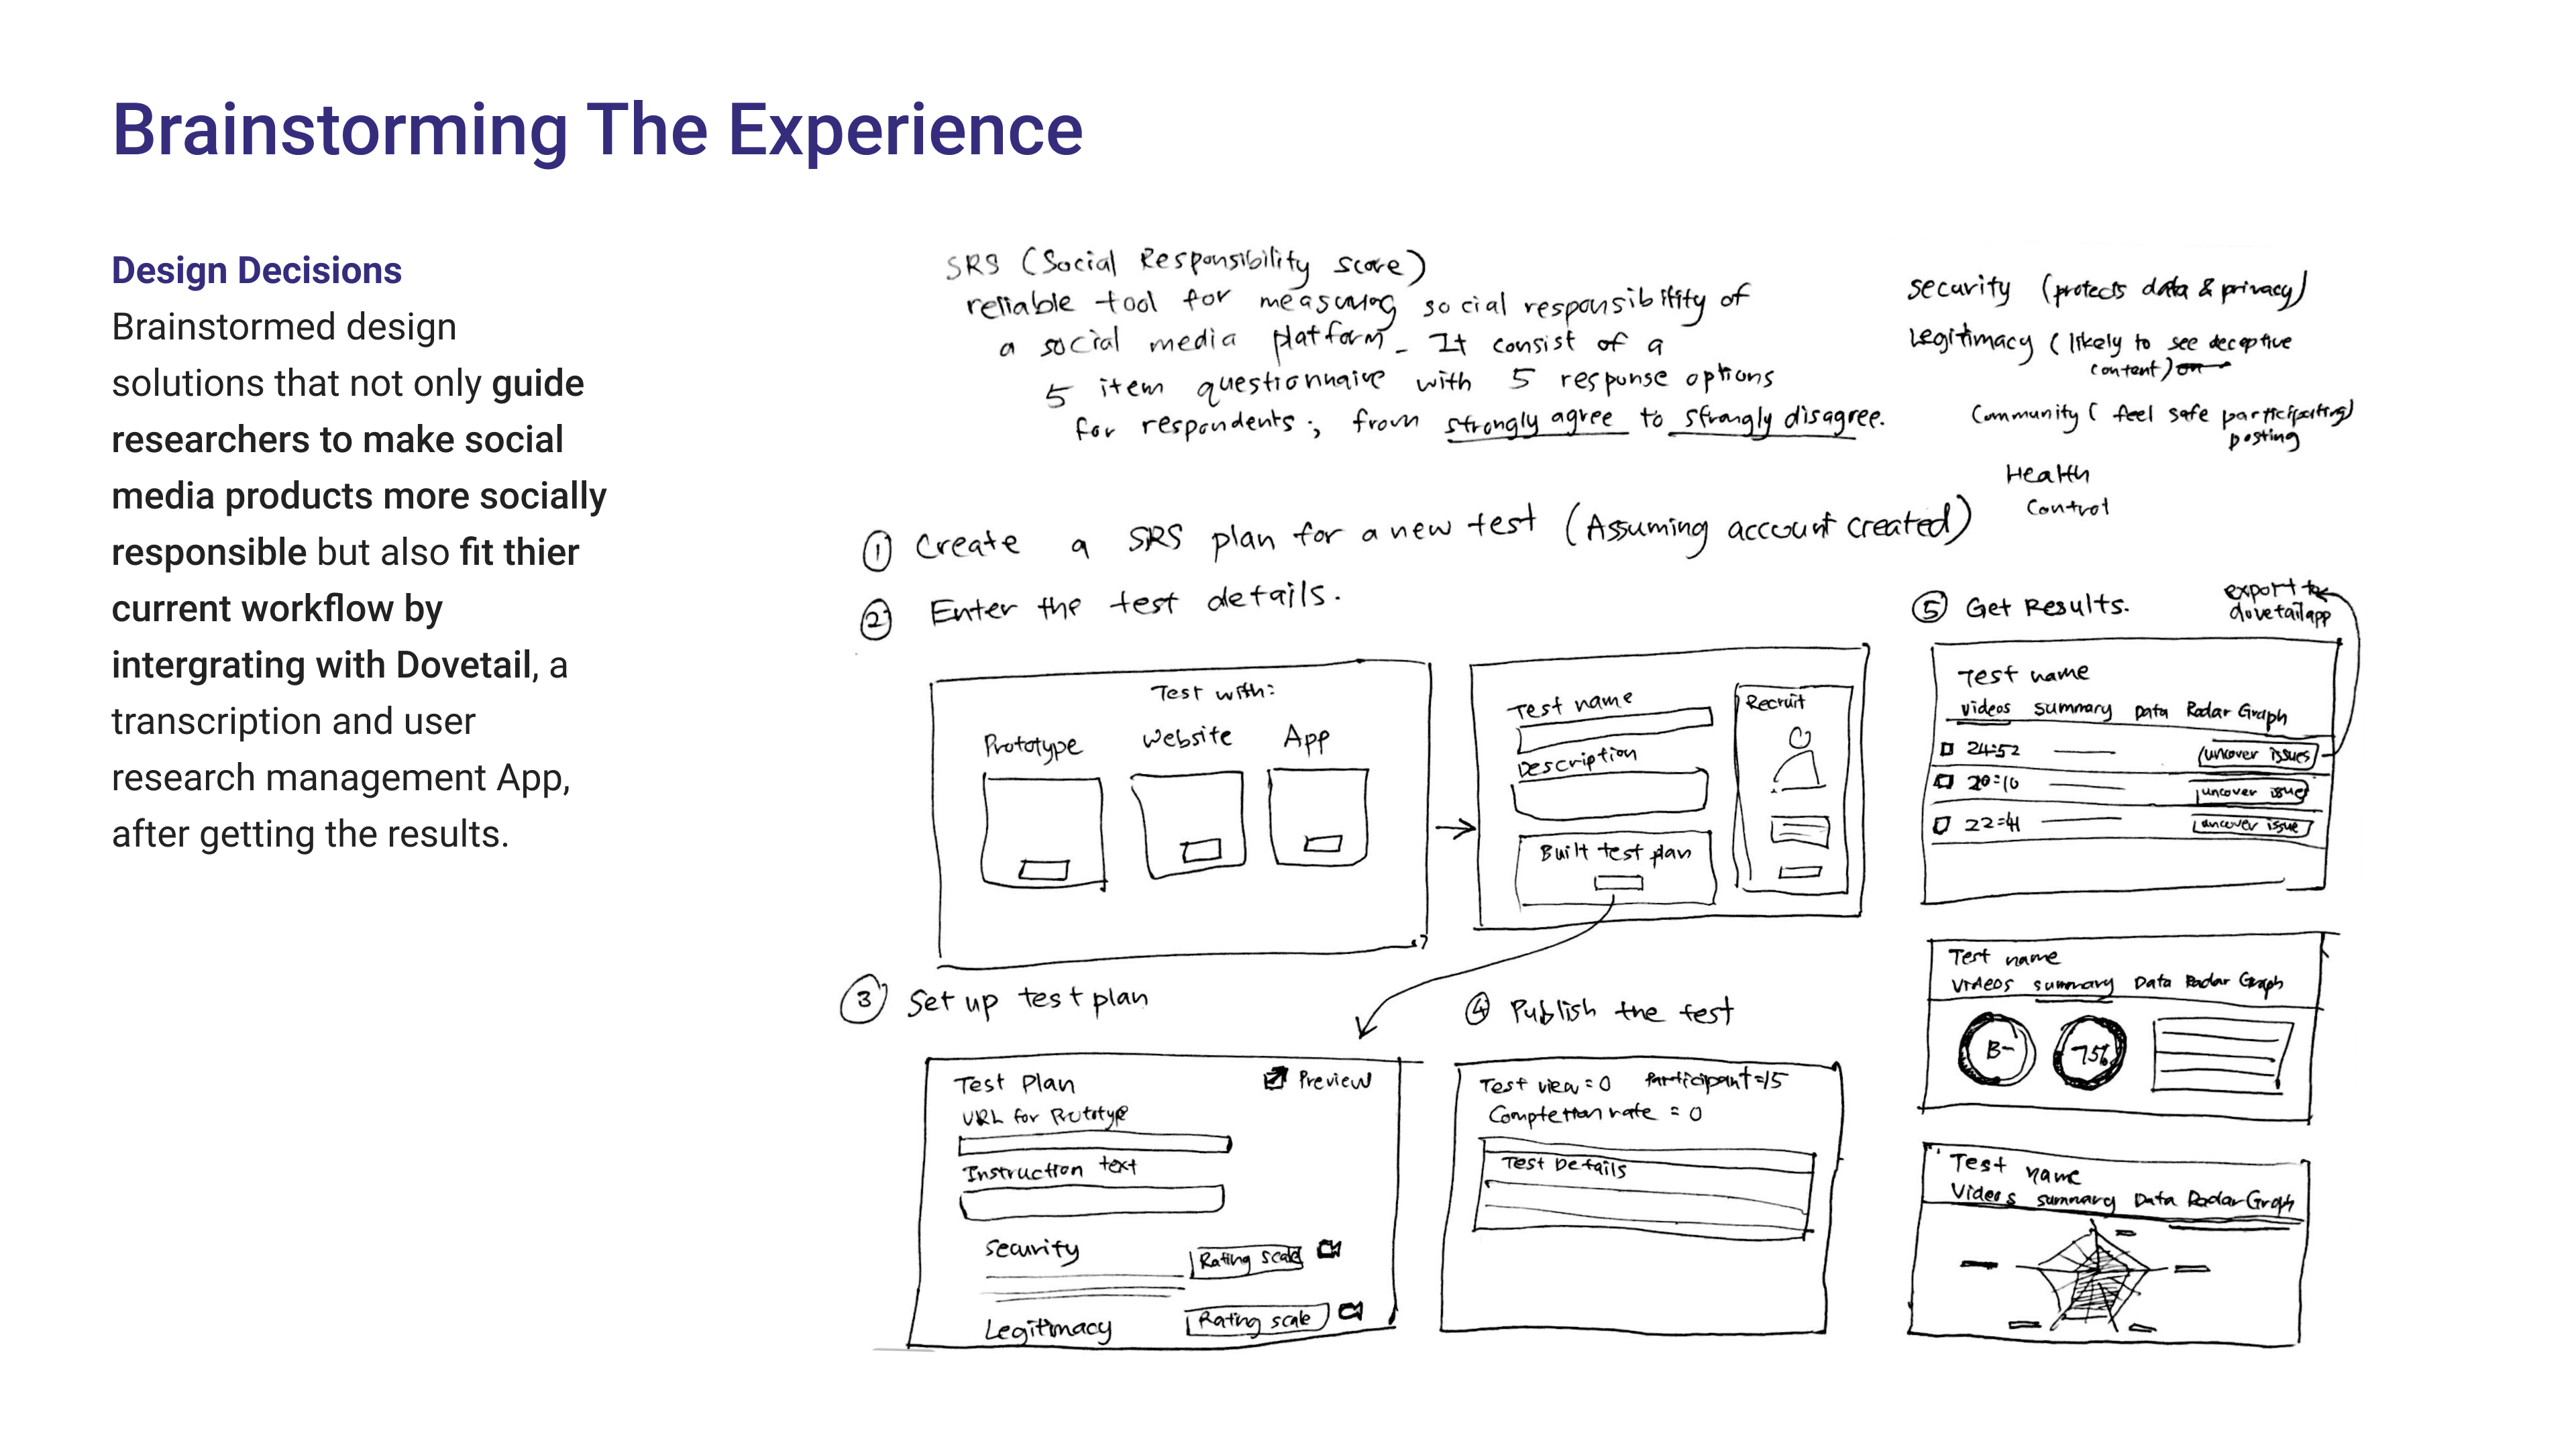 Brainstorming The Experience
Design Decisions
Brainstormed design
solutions that not only guide
researchers to make social
media products more socially
responsible but also fit thier
current workflow by
intergrating with Dovetail, a
transcription and user
research management App,
after getting the results.
SRS (Social Responsibility score)
reliable tool for measuring social responsibility of
a social media platform. It consist of a
5 item questionnaire with 5 response options
for respondents; from strongly agree to strongly disagree.
security (protects data & privacy)
Legitimacy (likely to see deceptive
content)
Community ( feel safe participating)
posting
Health
Control
① Create a SRS plan for a new test (Assuming account created)
② Enter the test details.
Test with:
Prototype Website App
Test name
Description
Built test plan
Recruit
③ Set up test plan
Test Plan
Preview
URL for Prototype
Instruction text
Security
Rating scale
Legitimacy
Rating scale
④ Publish the test
Test view = 0 Participant = 15
Completion rate = 0
Test Details
⑤ Get Results.
export to
dovetailapp
Test name
Videos Summary Data Radar Graph
24:52 uncover issues
20:10 uncover issue
22:41 uncover issue
Test name
Videos summary Data Radar Graph
B- 75%
Test name
Videos summary Data Radar Graph